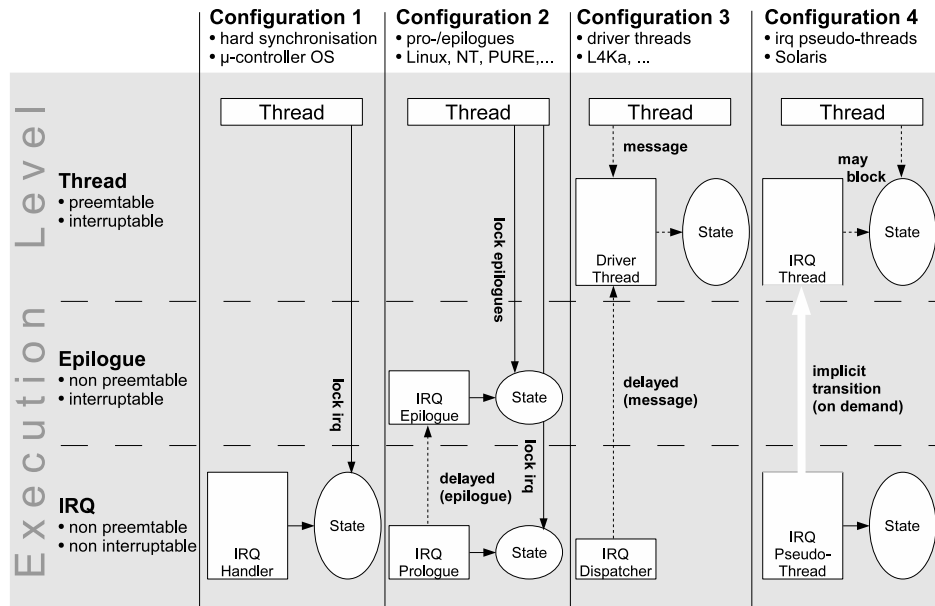 Configuration 1
• hard synchronisation
• µ-controller OS
Configuration 2
• pro-/epilogues
• Linux, NT, PURE,...
Configuration 3
• driver threads
• L4Ka, ...
Configuration 4
• irq pseudo-threads
• Solaris
Execution Level
Thread
• preemtable
• interruptable
Epilogue
• non preemtable
• interruptable
IRQ
• non preemtable
• non interruptable
Thread
lock irq
IRQ
Handler
State
Thread
lock epilogues
IRQ
Epilogue
State
delayed
(epilogue)
lock irq
IRQ
Prologue
State
Thread
message
Driver
Thread
State
delayed
(message)
IRQ
Dispatcher
Thread
may
block
IRQ
Thread
State
implicit
transition
(on demand)
IRQ
Pseudo-
Thread
State